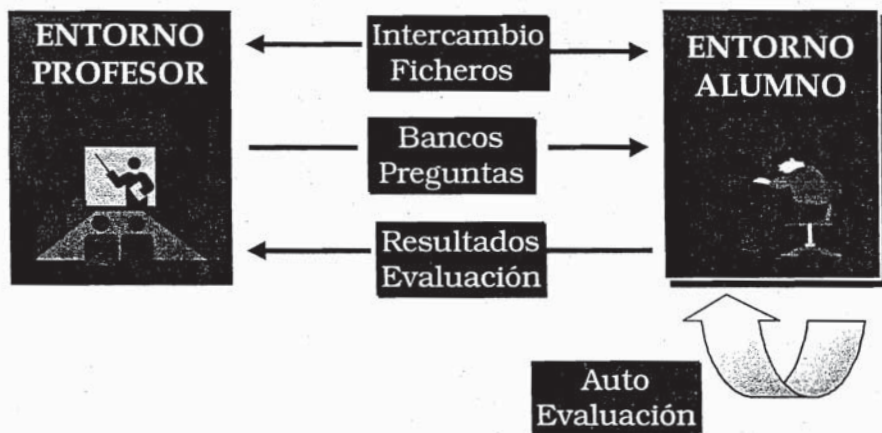 ENTORNO
PROFESOR
Intercambio
Ficheros
ENTORNO
ALUMNO
Bancos
Preguntas
Resultados
Evaluación
Auto
Evaluación